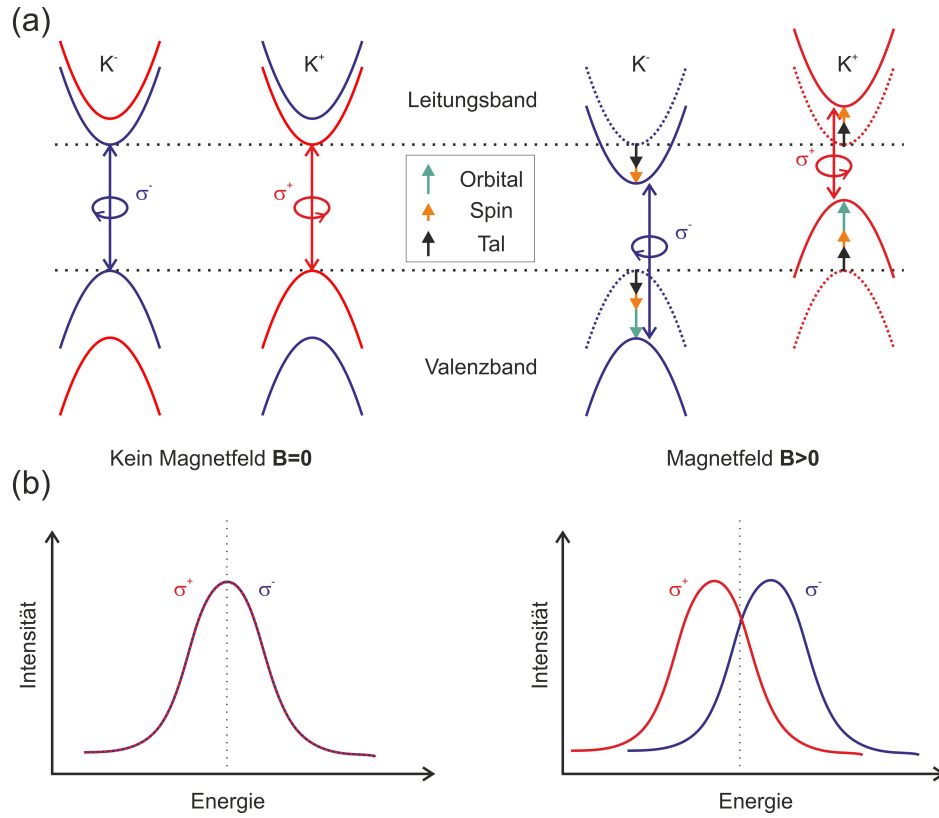 (a)
K⁻
K⁺
K⁻
K⁺
Leitungsband
σ⁻
σ⁺
Orbital
Spin
Tal
σ⁻
σ⁺
Valenzband
Kein Magnetfeld B=0
Magnetfeld B>0
(b)
Intensität
σ⁺
σ⁻
Energie
Intensität
σ⁺
σ⁻
Energie